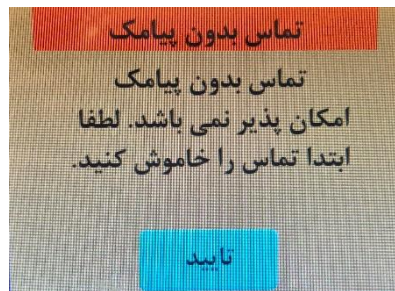 تماس بدون پیامک
تماس بدون پیامک
امکان پذیر نمی باشد. لطفا
ابتدا تماس را خاموش کنید.
تایید